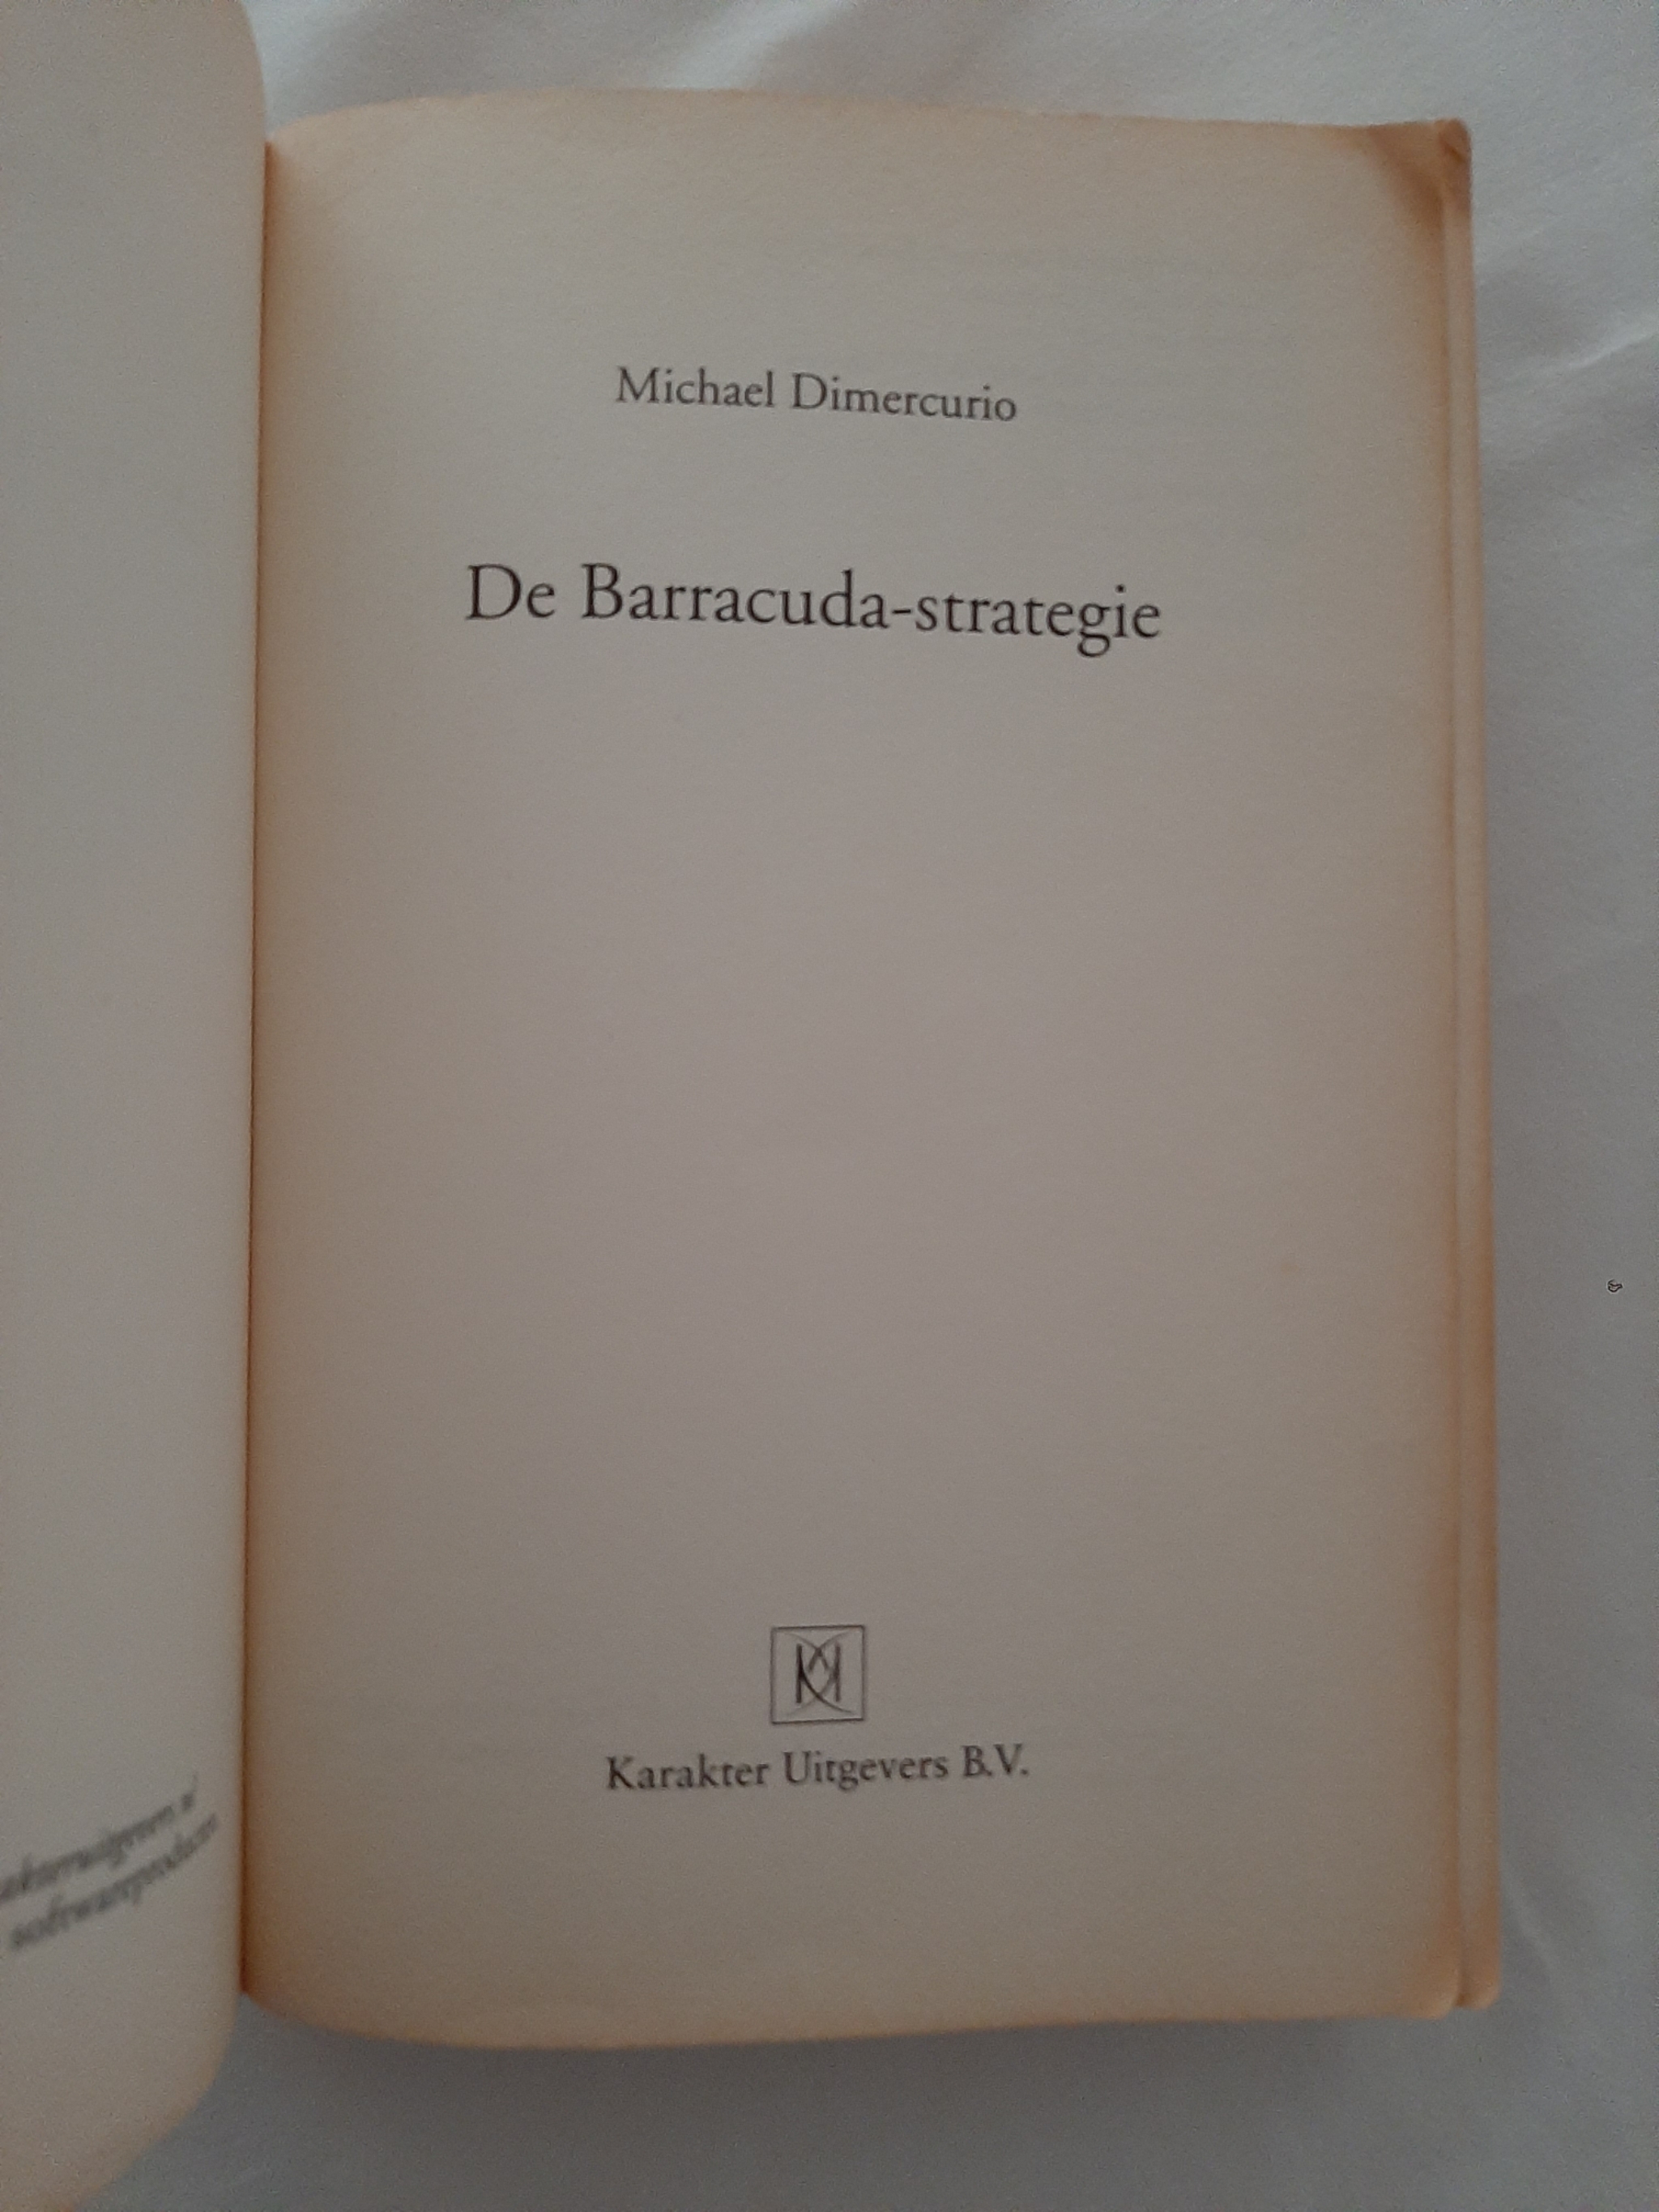 Michael Dimercurio
De Barracuda-strategie
Karakter Uitgevers B.V.